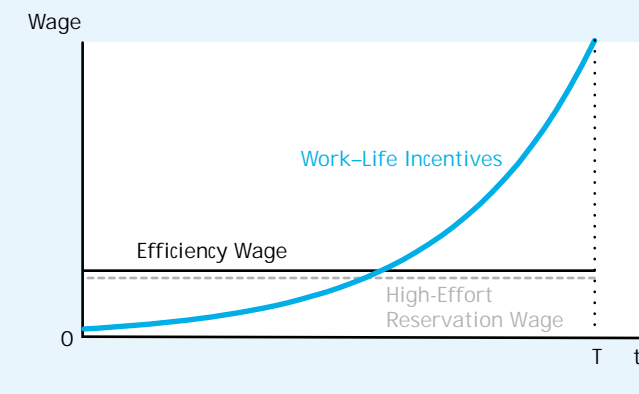 Wage
Work–Life Incentives
Efficiency Wage
High-Effort
Reservation Wage
0
T t